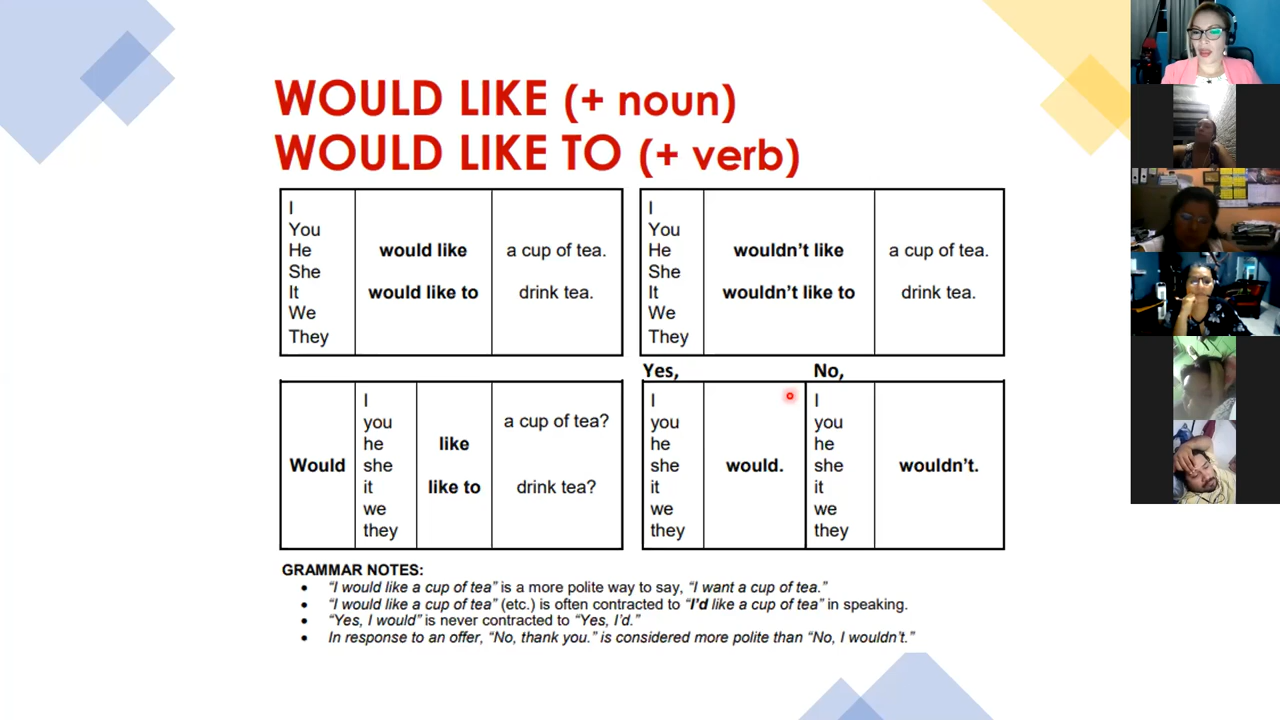 WOULD LIKE (+ noun)
WOULD LIKE TO (+ verb)
I
You
He
She
It
We
They
would like
would like to
a cup of tea.
drink tea.
I
You
He
She
It
We
They
wouldn't like
wouldn't like to
a cup of tea.
drink tea.
Would
I
you
he
she
it
we
they
like
like to
a cup of tea?
drink tea?
Yes,
I
you
he
she
it
we
they
would.
No,
I
you
he
she
it
we
they
wouldn't.
GRAMMAR NOTES:
• "I would like a cup of tea" is a more polite way to say, "I want a cup of tea."
• "I would like a cup of tea" (etc.) is often contracted to "I'd like a cup of tea" in speaking.
• "Yes, I would" is never contracted to "Yes, I'd."
• In response to an offer, "No, thank you." is considered more polite than "No, I wouldn't."